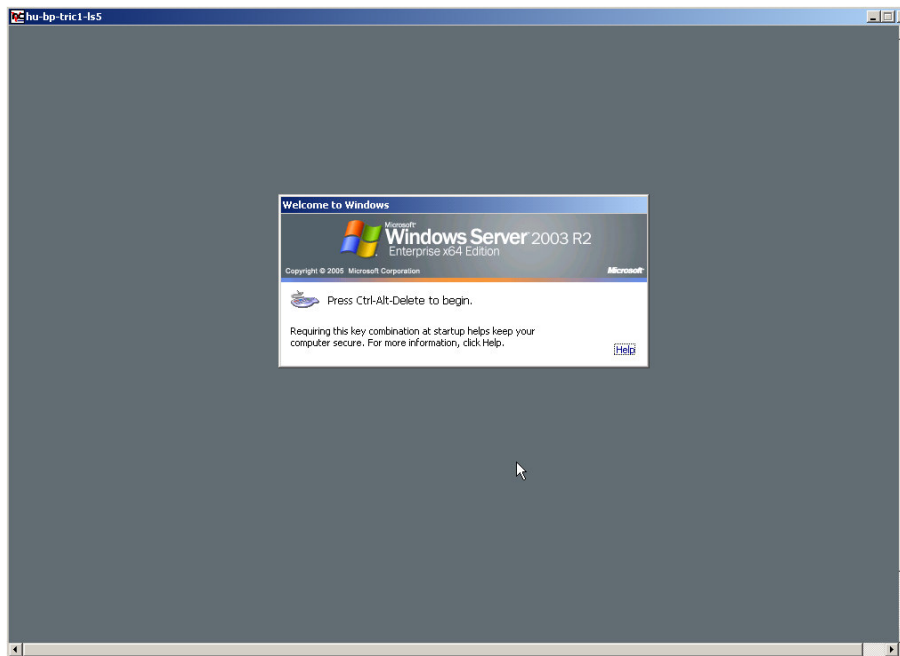 hu-bp-tric1-ls5
Welcome to Windows
Microsoft
Windows Server 2003 R2
Enterprise x64 Edition
Copyright © 2005 Microsoft Corporation
Microsoft
Press Ctrl-Alt-Delete to begin.
Requiring this key combination at startup helps keep your
computer secure. For more information, click Help.
Help